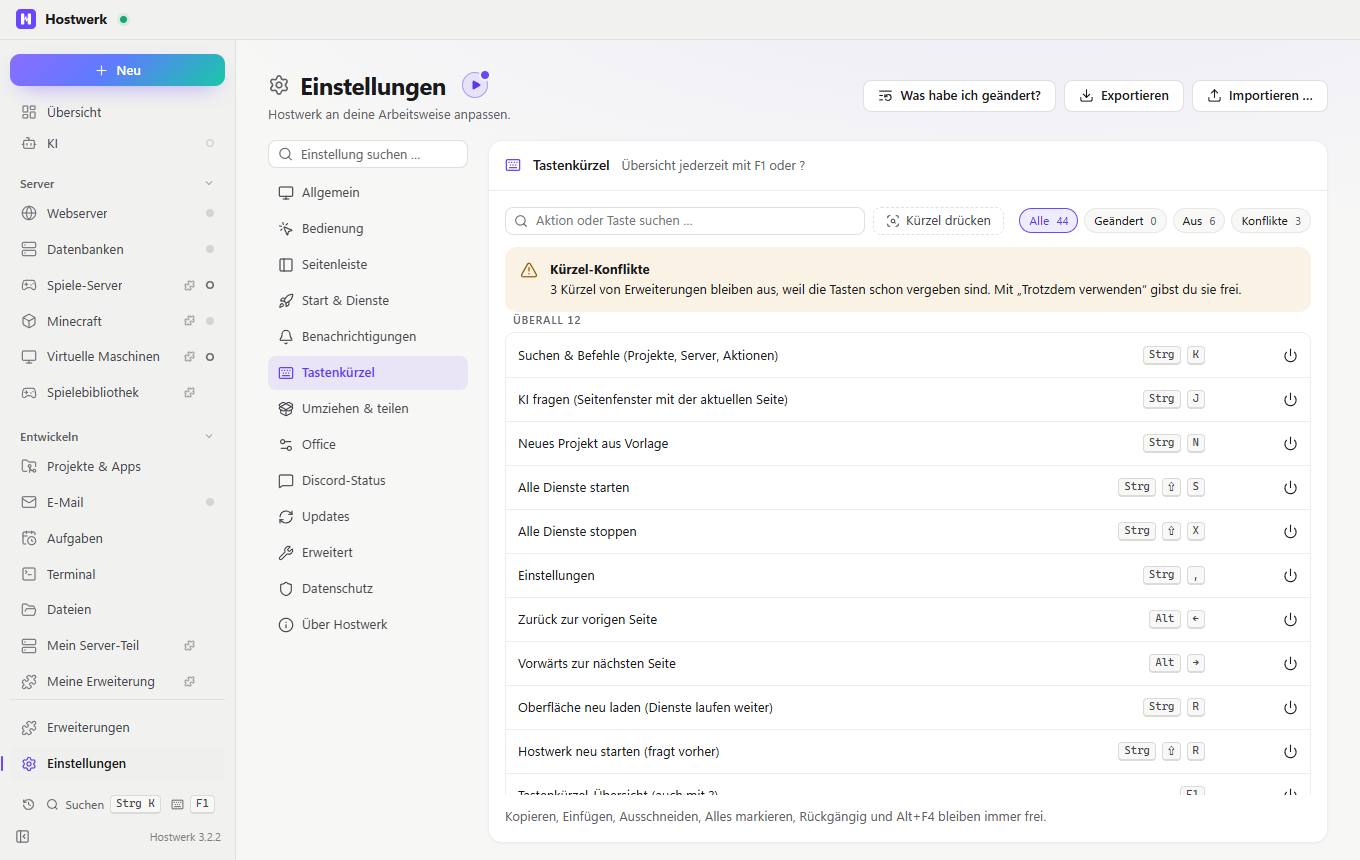 Hostwerk
Neu
Übersicht
KI
Server
Webserver
Datenbanken
Spiele-Server
Minecraft
Virtuelle Maschinen
Spielebibliothek
Entwickeln
Projekte & Apps
E-Mail
Aufgaben
Terminal
Dateien
Mein Server-Teil
Meine Erweiterung
Erweiterungen
Einstellungen
Suchen Strg K F1
Hostwerk 3.2.2
Einstellungen
Hostwerk an deine Arbeitsweise anpassen.
Was habe ich geändert? Exportieren Importieren ...
Einstellung suchen ...
Allgemein
Bedienung
Seitenleiste
Start & Dienste
Benachrichtigungen
Tastenkürzel
Umziehen & teilen
Office
Discord-Status
Updates
Erweitert
Datenschutz
Über Hostwerk
Tastenkürzel Übersicht jederzeit mit F1 oder ?
Aktion oder Taste suchen ... Kürzel drücken Alle 44 Geändert 0 Aus 6 Konflikte 3
Kürzel-Konflikte
3 Kürzel von Erweiterungen bleiben aus, weil die Tasten schon vergeben sind. Mit „Trotzdem verwenden“ gibst du sie frei.
ÜBERALL 12
Suchen & Befehle (Projekte, Server, Aktionen) Strg K
KI fragen (Seitenfenster mit der aktuellen Seite) Strg J
Neues Projekt aus Vorlage Strg N
Alle Dienste starten Strg ⇧ S
Alle Dienste stoppen Strg ⇧ X
Einstellungen Strg ,
Zurück zur vorigen Seite Alt ←
Vorwärts zur nächsten Seite Alt →
Oberfläche neu laden (Dienste laufen weiter) Strg R
Hostwerk neu starten (fragt vorher) Strg ⇧ R
Tastenkürzel-Übersicht (auch mit ?) F1
Kopieren, Einfügen, Ausschneiden, Alles markieren, Rückgängig und Alt+F4 bleiben immer frei.